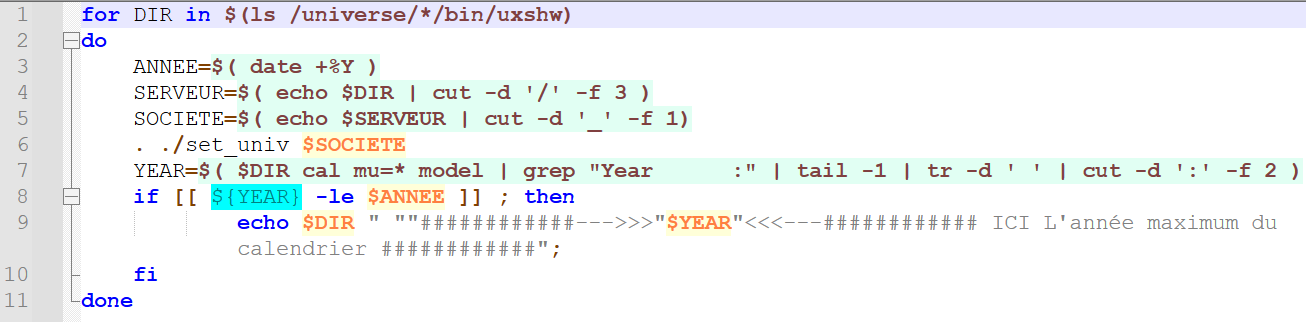 1 for DIR in $(ls /universe/*/bin/uxshw)
2 do
3 ANNEE=$( date +%Y )
4 SERVEUR=$( echo $DIR | cut -d '/' -f 3 )
5 SOCIETE=$( echo $SERVEUR | cut -d '_' -f 1)
6 . ./set_univ $SOCIETE
7 YEAR=$( $DIR cal mu=* model | grep "Year      :" | tail -1 | tr -d ' ' | cut -d ':' -f 2 )
8 if [[ ${YEAR} -le $ANNEE ]] ; then
9 echo $DIR " ""############--->>>"$YEAR"<<<---############ ICI L'année maximum du
calendrier ############";
10 fi
11 done